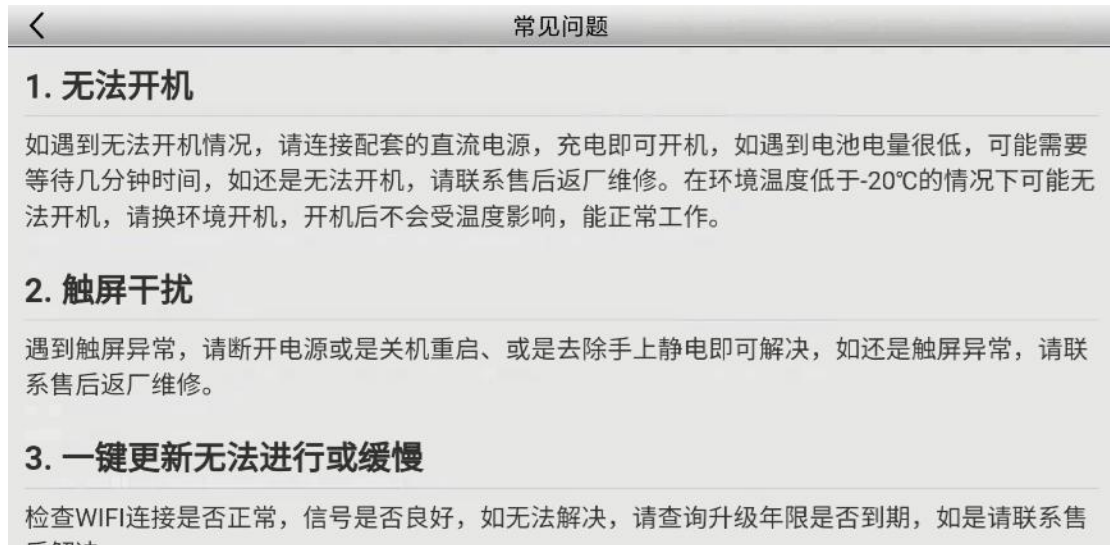 常见问题
1. 无法开机
如遇到无法开机情况，请连接配套的直流电源，充电即可开机，如遇到电池电量很低，可能需要
等待几分钟时间，如还是无法开机，请联系售后返厂维修。在环境温度低于-20℃的情况下可能无
法开机，请换环境开机，开机后不会受温度影响，能正常工作。
2. 触屏干扰
遇到触屏异常，请断开电源或是关机重启、或是去除手上静电即可解决，如还是触屏异常，请联
系售后返厂维修。
3. 一键更新无法进行或缓慢
检查WIFI连接是否正常，信号是否良好，如无法解决，请查询升级年限是否到期，如是请联系售